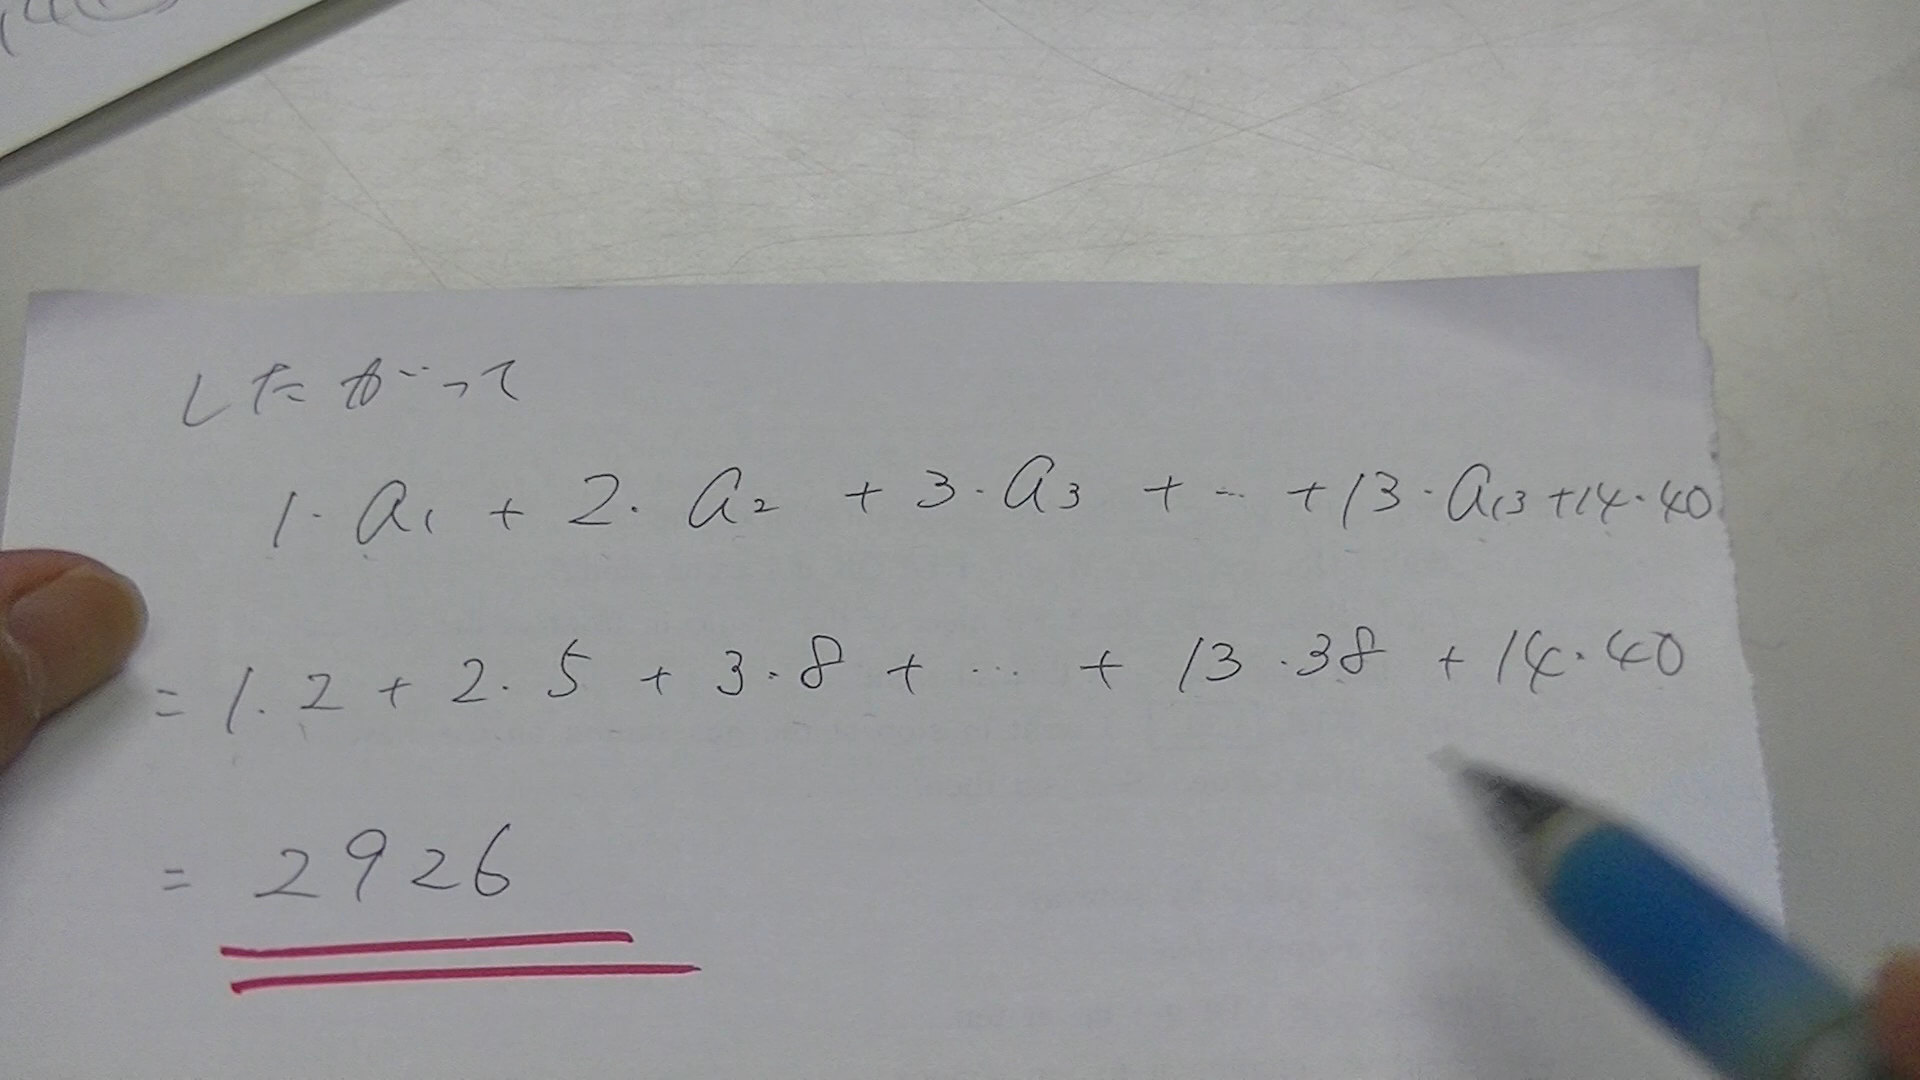 したがって
1・a₁ + 2・a₂ + 3・a₃ + … + 13・a₁₃ + 14・40
= 1・2 + 2・5 + 3・8 + … + 13・38 + 14・40
= 2926